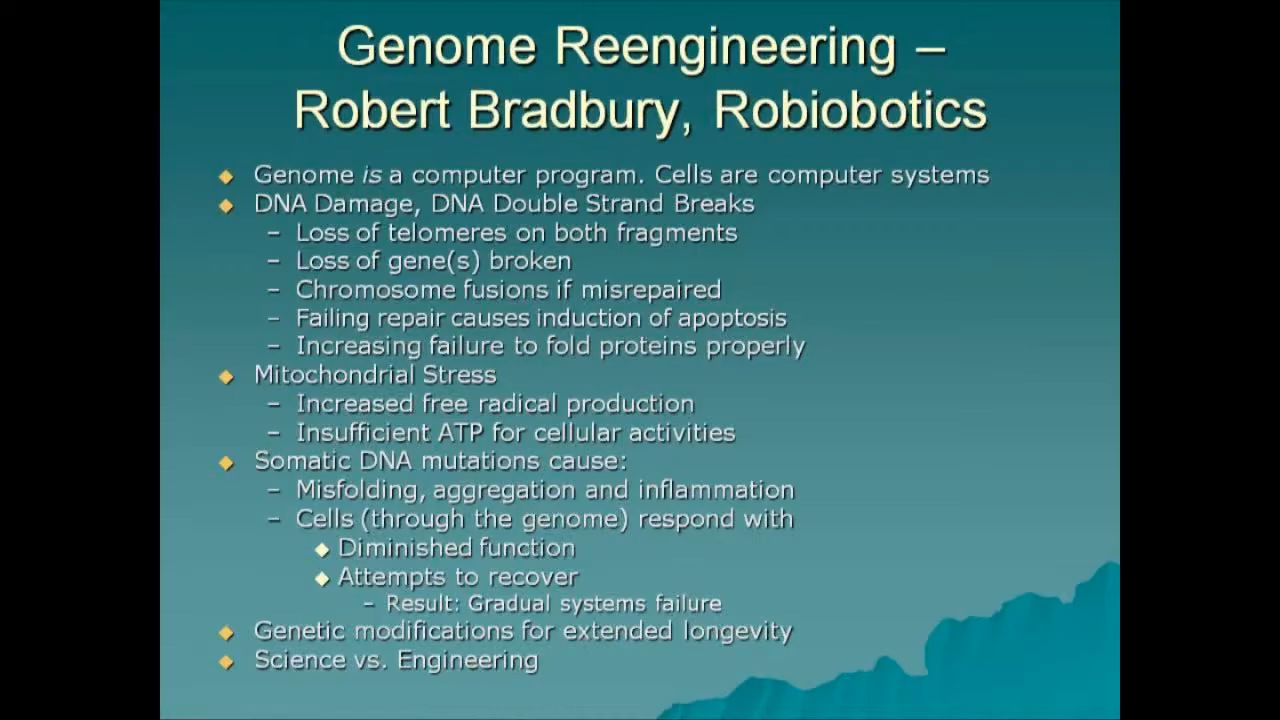 Genome Reengineering –
Robert Bradbury, Robiobotics
Genome is a computer program. Cells are computer systems
DNA Damage, DNA Double Strand Breaks
– Loss of telomeres on both fragments
– Loss of gene(s) broken
– Chromosome fusions if misrepaired
– Failing repair causes induction of apoptosis
– Increasing failure to fold proteins properly
Mitochondrial Stress
– Increased free radical production
– Insufficient ATP for cellular activities
Somatic DNA mutations cause:
– Misfolding, aggregation and inflammation
– Cells (through the genome) respond with
Diminished function
Attempts to recover
– Result: Gradual systems failure
Genetic modifications for extended longevity
Science vs. Engineering